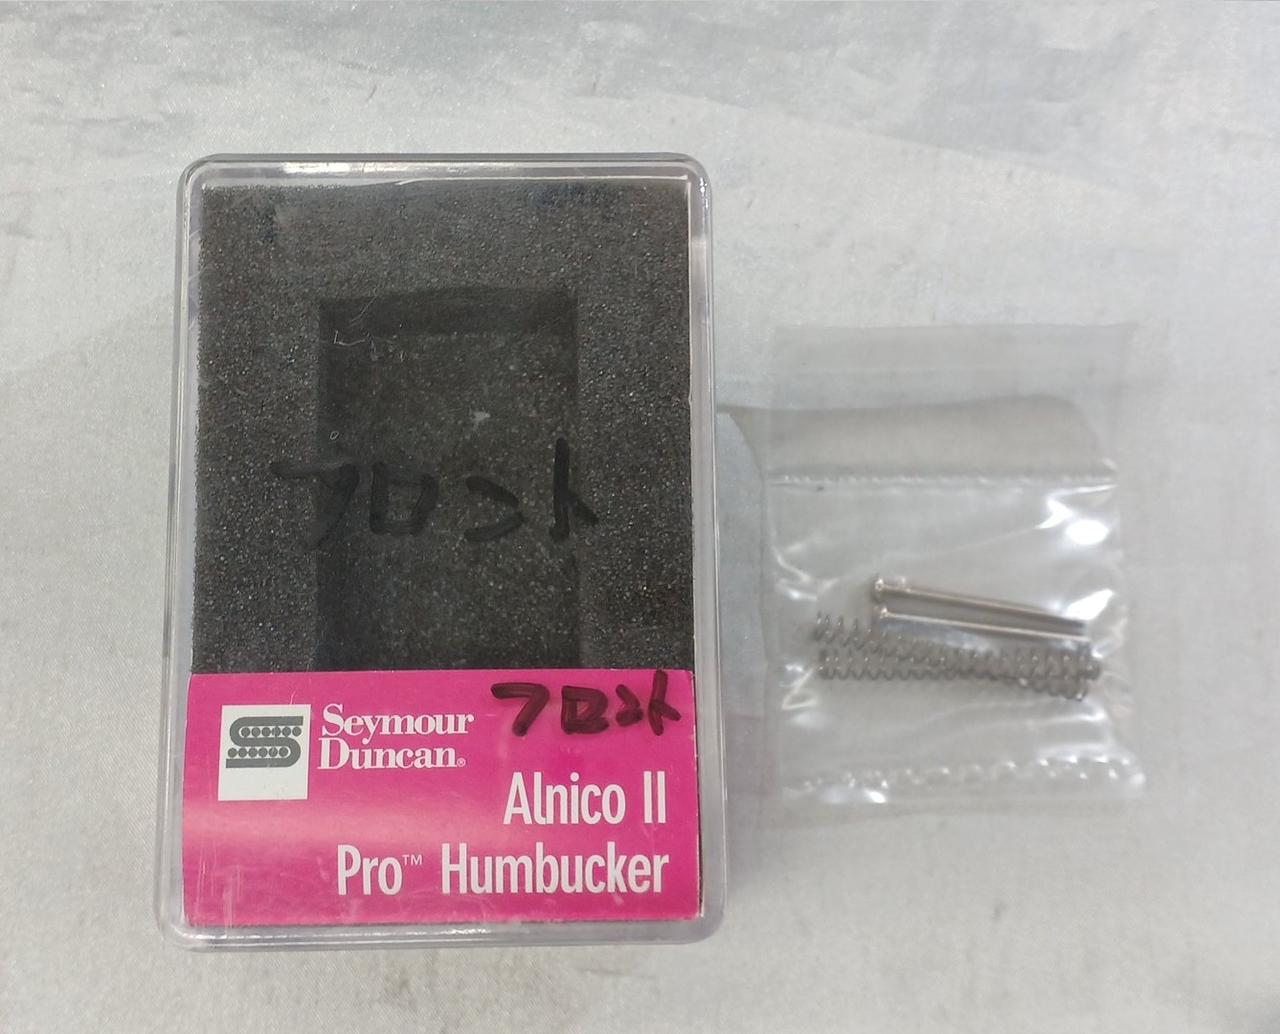 フロント
フロント
Seymour
Duncan®
Alnico II
Pro™ Humbucker